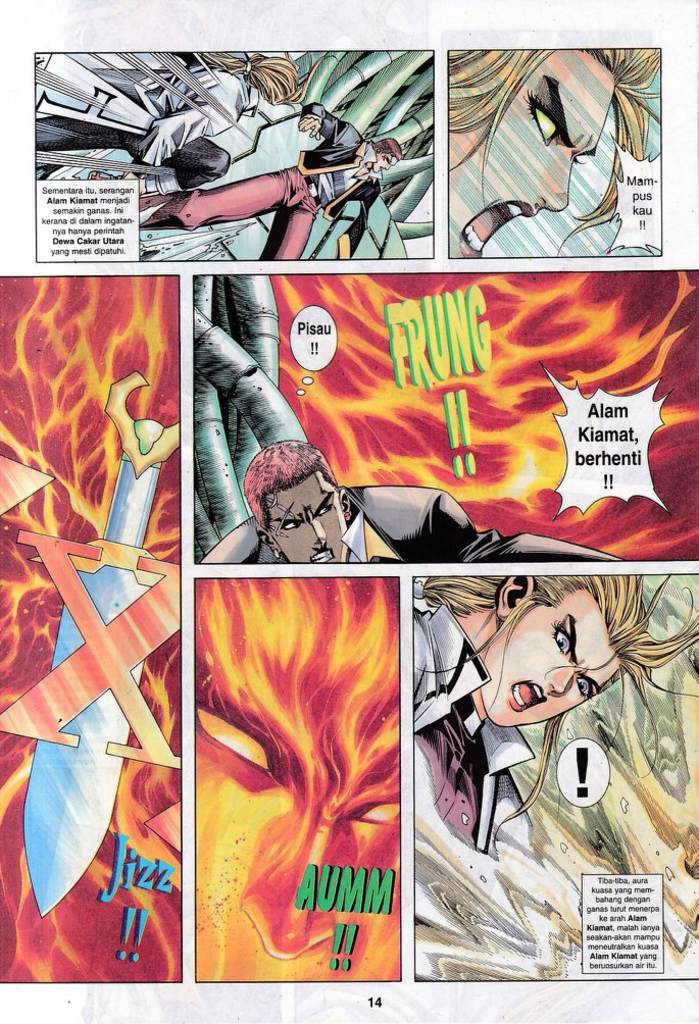 Sementara itu, serangan
Alam Kiamat menjadi
semakin ganas. Ini
kerana di dalam ingatan-
nya hanya perintah
Dewa Cakar Utara
yang mesti dipatuhi.
Mam-
pus
kau
!!
Pisau
!!
FRUNG
!!
Alam
Kiamat,
berhenti
!!
X
Jizz
!!
AUMM
!!
!
Tiba-tiba, aura
kuasa yang mem-
bahang dengan
ganas turut menerpa
ke arah Alam
Kiamat, malah ianya
seakan-akan mampu
meneutralkan kuasa
Alam Kiamat yang
beruosurkan air itu.
14